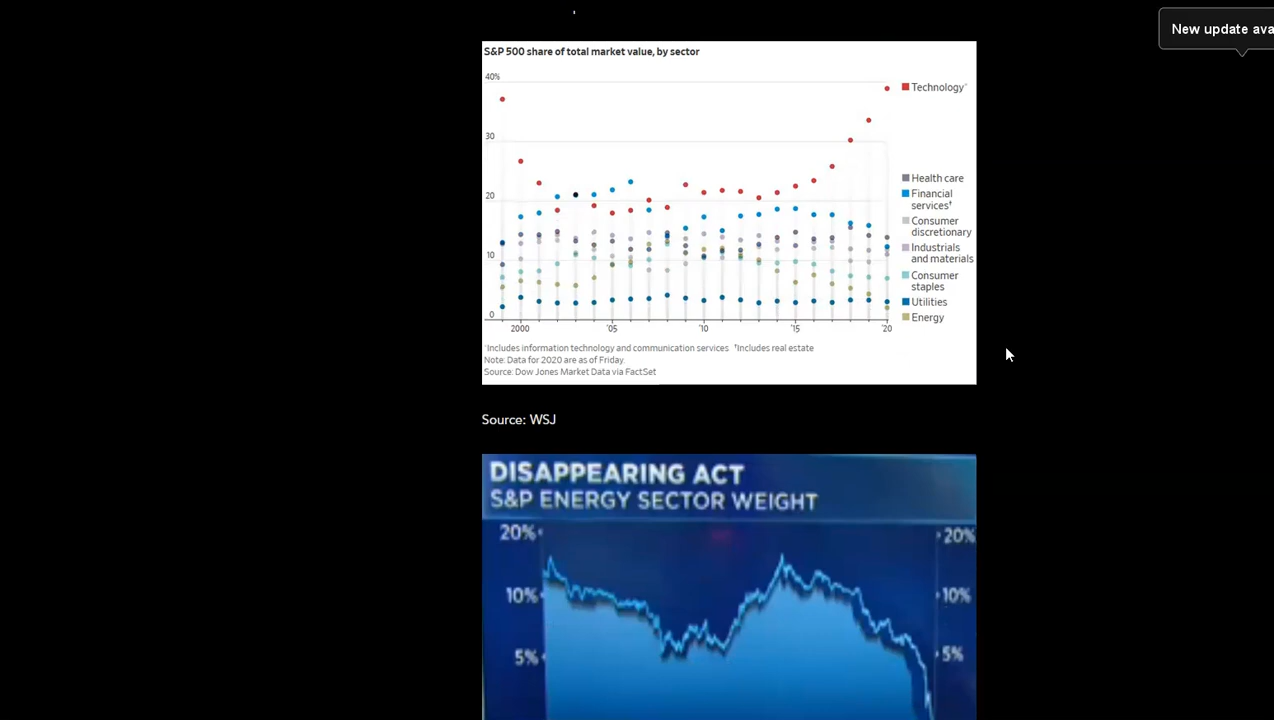 New update ava
S&P 500 share of total market value, by sector
40%
30
20
10
0
2000 '05 '10 '15 '20
Technology*
Health care
Financial
services†
Consumer
discretionary
Industrials
and materials
Consumer
staples
Utilities
Energy
*Includes information technology and communication services †Includes real estate
Note: Data for 2020 are as of Friday.
Source: Dow Jones Market Data via FactSet
Source: WSJ
DISAPPEARING ACT
S&P ENERGY SECTOR WEIGHT
20% 20%
10% 10%
5% 5%